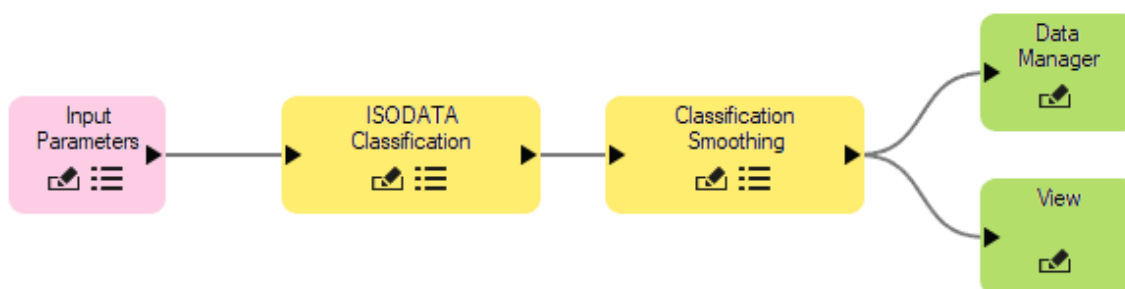 Input
Parameters
ISODATA
Classification
Classification
Smoothing
Data
Manager
View